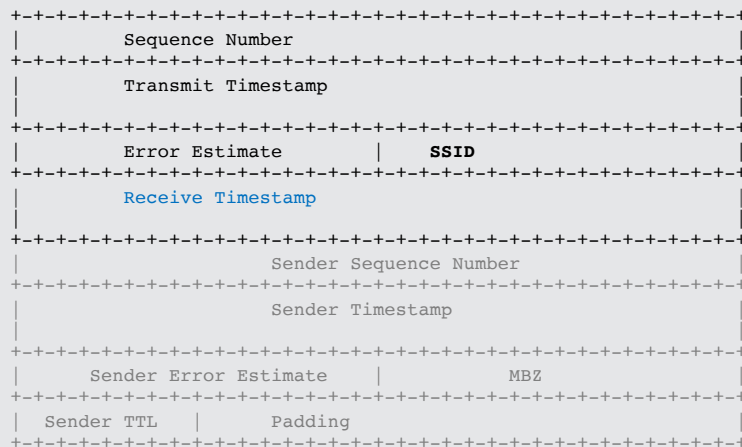 +-+-+-+-+-+-+-+-+-+-+-+-+-+-+-+-+-+-+-+-+-+-+-+-+-+-+-+-+-+-+-+-+-+-+-+-+-+
|          Sequence Number                                              |
+-+-+-+-+-+-+-+-+-+-+-+-+-+-+-+-+-+-+-+-+-+-+-+-+-+-+-+-+-+-+-+-+-+-+-+-+-+
|          Transmit Timestamp                                           |
|                                                                       |
+-+-+-+-+-+-+-+-+-+-+-+-+-+-+-+-+-+-+-+-+-+-+-+-+-+-+-+-+-+-+-+-+-+-+-+-+-+
|          Error Estimate         |    SSID                             |
+-+-+-+-+-+-+-+-+-+-+-+-+-+-+-+-+-+-+-+-+-+-+-+-+-+-+-+-+-+-+-+-+-+-+-+-+-+
|          Receive Timestamp                                            |
|                                                                       |
+-+-+-+-+-+-+-+-+-+-+-+-+-+-+-+-+-+-+-+-+-+-+-+-+-+-+-+-+-+-+-+-+-+-+-+-+-+
|                         Sender Sequence Number                        |
+-+-+-+-+-+-+-+-+-+-+-+-+-+-+-+-+-+-+-+-+-+-+-+-+-+-+-+-+-+-+-+-+-+-+-+-+-+
|                         Sender Timestamp                              |
|                                                                       |
+-+-+-+-+-+-+-+-+-+-+-+-+-+-+-+-+-+-+-+-+-+-+-+-+-+-+-+-+-+-+-+-+-+-+-+-+-+
|       Sender Error Estimate     |            MBZ                      |
+-+-+-+-+-+-+-+-+-+-+-+-+-+-+-+-+-+-+-+-+-+-+-+-+-+-+-+-+-+-+-+-+-+-+-+-+-+
|  Sender TTL   |       Padding                                         |
+-+-+-+-+-+-+-+-+-+-+-+-+-+-+-+-+-+-+-+-+-+-+-+-+-+-+-+-+-+-+-+-+-+-+-+-+-+